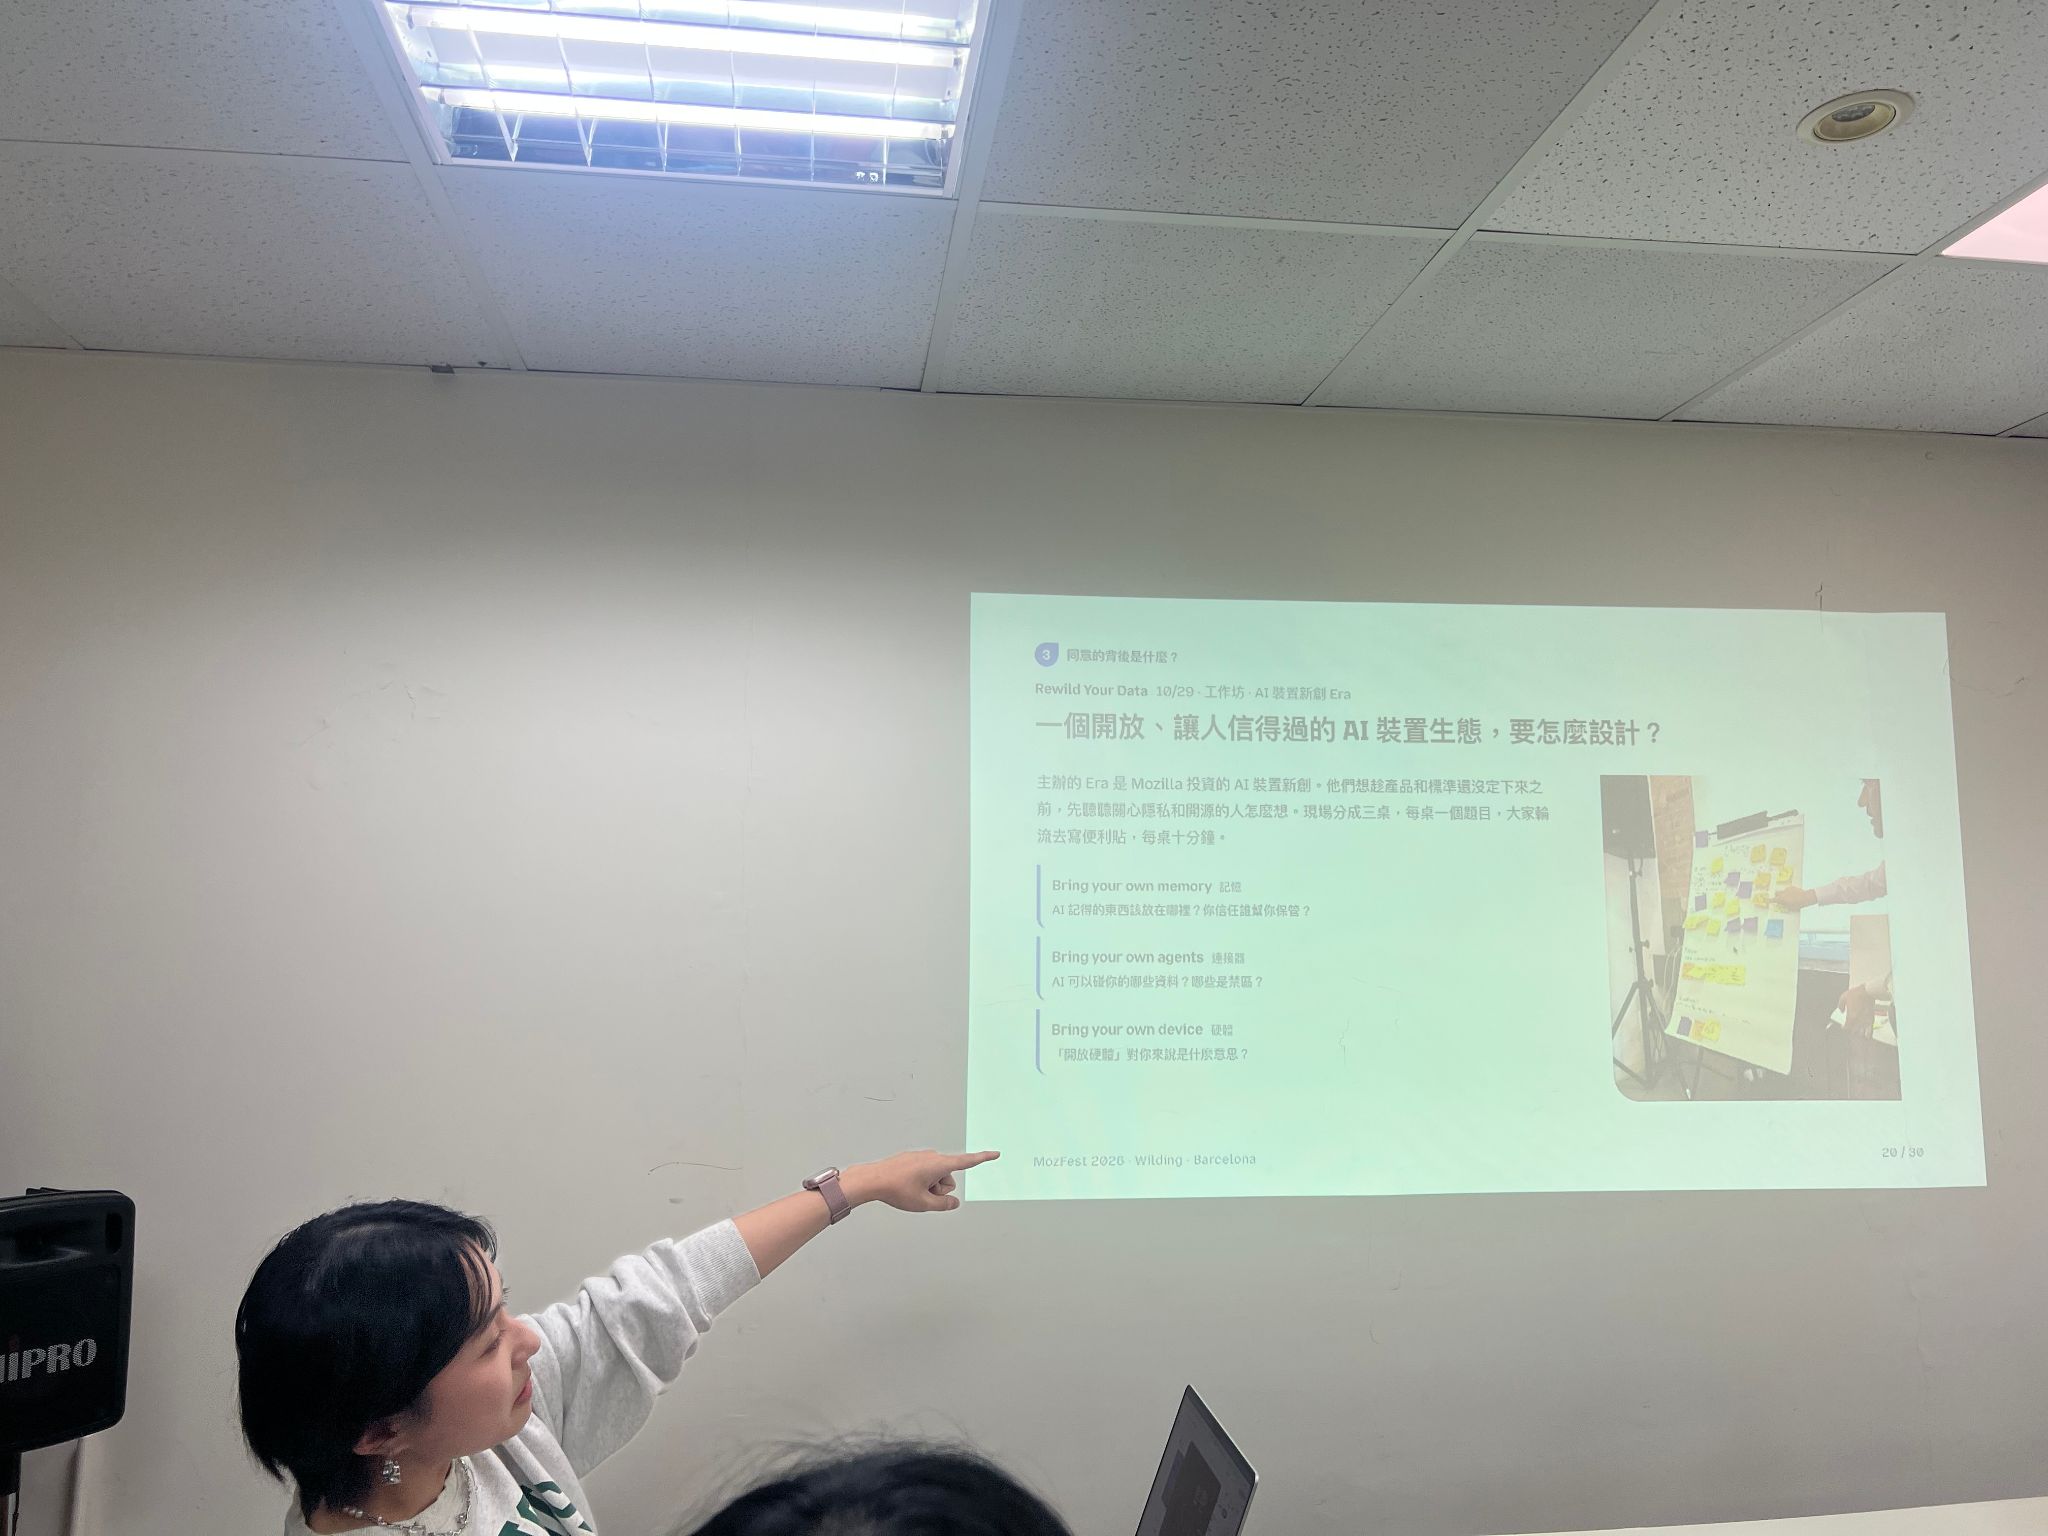 3 同意的背後是什麼？
Rewild Your Data 10/29 · 工作坊 · AI 裝置新創 Era
一個開放、讓人信得過的 AI 裝置生態，要怎麼設計？
主辦的 Era 是 Mozilla 投資的 AI 裝置新創。他們想趁產品和標準還沒定下來之
前，先聽聽關心隱私和開源的人怎麼想。現場分成三桌，每桌一個題目，大家輪
流去寫便利貼，每桌十分鐘。
Bring your own memory 記憶
AI 記得的東西該放在哪裡？你信任誰幫你保管？
Bring your own agents 連接器
AI 可以碰你的哪些資料？哪些是禁區？
Bring your own device 硬體
「開放硬體」對你來說是什麼意思？
MozFest 2026 · Wilding · Barcelona
20 / 30
MIPRO